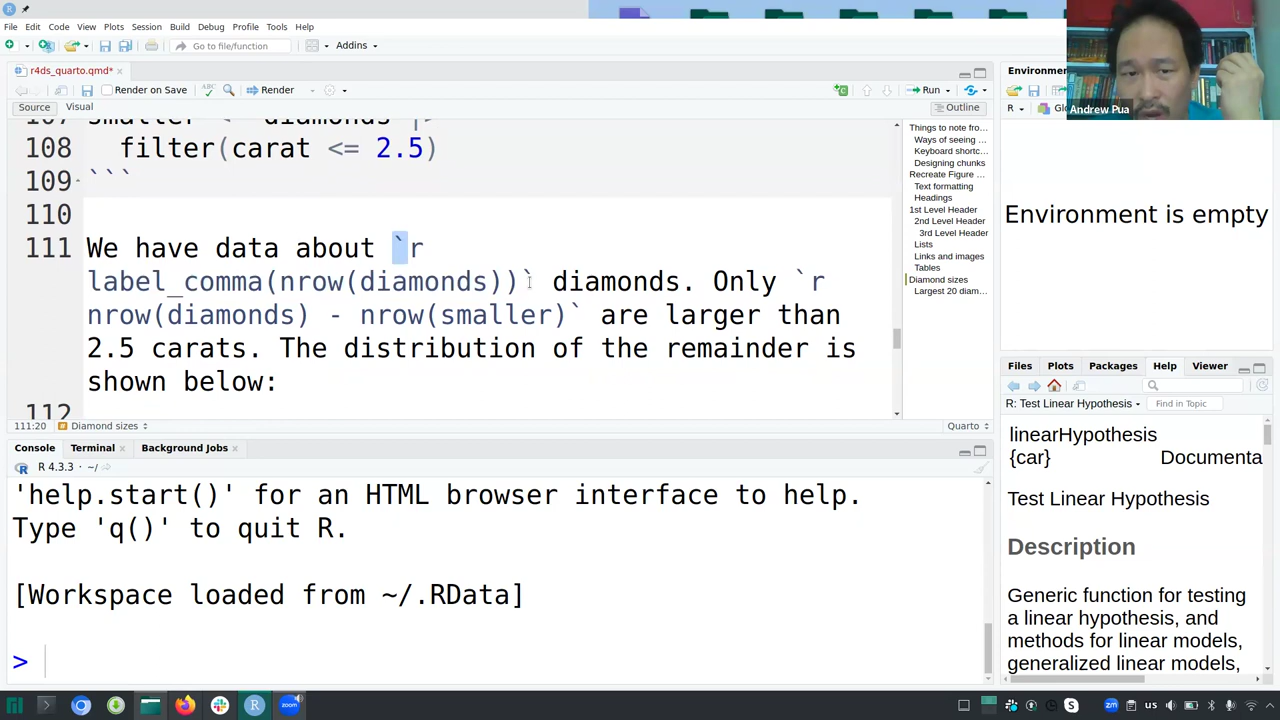 File Edit Code View Plots Session Build Debug Profile Tools Help
Go to file/function
Addins
r4ds_quarto.qmd*
Render on Save
ABC
Render
Run
Source
Visual
Outline
108 filter(carat <= 2.5)
109 ```
110
111 We have data about `r
label_comma(nrow(diamonds))` diamonds. Only `r
nrow(diamonds) - nrow(smaller)` are larger than
2.5 carats. The distribution of the remainder is
shown below:
112
Things to note fro...
Ways of seeing ...
Keyboard shortc...
Designing chunks
Recreate Figure ...
Text formatting
Headings
1st Level Header
2nd Level Header
3rd Level Header
Lists
Links and images
Tables
Diamond sizes
Largest 20 diam...
111:20 Diamond sizes
Quarto
Console Terminal Background Jobs
R 4.3.3 · ~/
'help.start()' for an HTML browser interface to help.
Type 'q()' to quit R.
[Workspace loaded from ~/.RData]
>
Andrew Pua
R
Environment is empty
Files Plots Packages Help Viewer
R: Test Linear Hypothesis
Find in Topic
linearHypothesis
{car} Documenta
Test Linear Hypothesis
Description
Generic function for testing
a linear hypothesis, and
methods for linear models,
generalized linear models,
zoom
zm
us